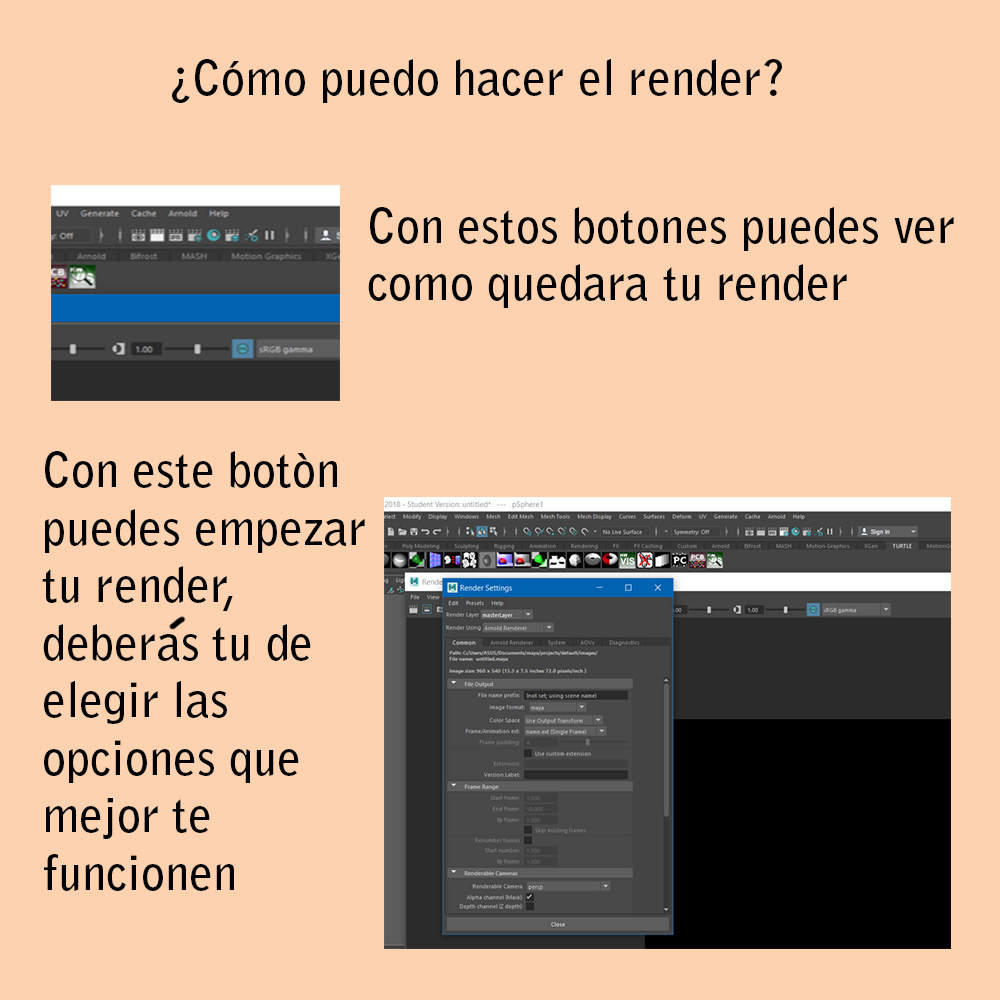 ¿Cómo puedo hacer el render?
UV Generate Cache Arnold Help
: Off
Arnold Bifrost MASH Motion Graphics XGe
1.00 sRGB gamma
Con estos botones puedes ver
como quedara tu render
Con este botòn
puedes empezar
tu render,
deberás tu de
elegir las
opciones que
mejor te
funcionen
2018 - Student Version: untitled* --- pSphere1
lect Modify Display Windows Mesh Edit Mesh Mesh Tools Mesh Display Curves Surfaces Deform UV Generate Cache Arnold Help
No Live Surface Symmetry: Off Sign In
Poly Modeling Sculpting Rigging Animation Rendering FX FX Caching Custom Arnold Bifrost MASH Motion Graphics XGen TURTLE MotionG
VIS PC
Rende
File View
Render Settings
Edit Presets Help
Render Layer masterLayer
Render Using Arnold Renderer
1.00 sRGB gamma
Common Arnold Renderer System AOVs Diagnostics
Path: C:/Users/ASUS/Documents/maya/projects/default/images/
File name: untitled.maya
Image size: 960 x 540 (13.3 x 7.5 inches 72.0 pixels/inch )
File Output
File name prefix: (not set; using scene name)
Image format: maya
Color Space Use Output Transform
Frame/Animation ext: name.ext (Single Frame)
Frame padding: 4
Use custom extension
Extension:
Version Label:
Frame Range
Start frame: 1.000
End frame: 10.000
By frame: 1.000
Skip existing frames
Renumber frames
Start number: 1.000
By frame: 1.000
Renderable Cameras
Renderable Camera persp
Alpha channel (Mask)
Depth channel (Z depth)
Close